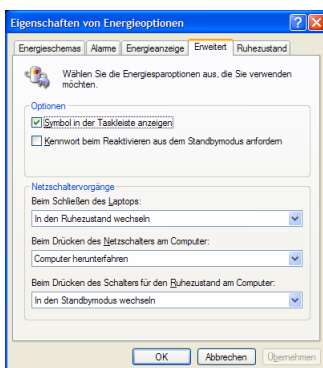 Eigenschaften von Energieoptionen
Energieschemas Alarme Energieanzeige Erweitert Ruhezustand
Wählen Sie die Energiesparoptionen aus, die Sie verwenden
möchten.
Optionen
Symbol in der Taskleiste anzeigen
Kennwort beim Reaktivieren aus dem Standbymodus anfordern
Netzschaltervorgänge
Beim Schließen des Laptops:
In den Ruhezustand wechseln
Beim Drücken des Netzschalters am Computer:
Computer herunterfahren
Beim Drücken des Schalters für den Ruhezustand am Computer:
In den Standbymodus wechseln
OK Abbrechen Übernehmen